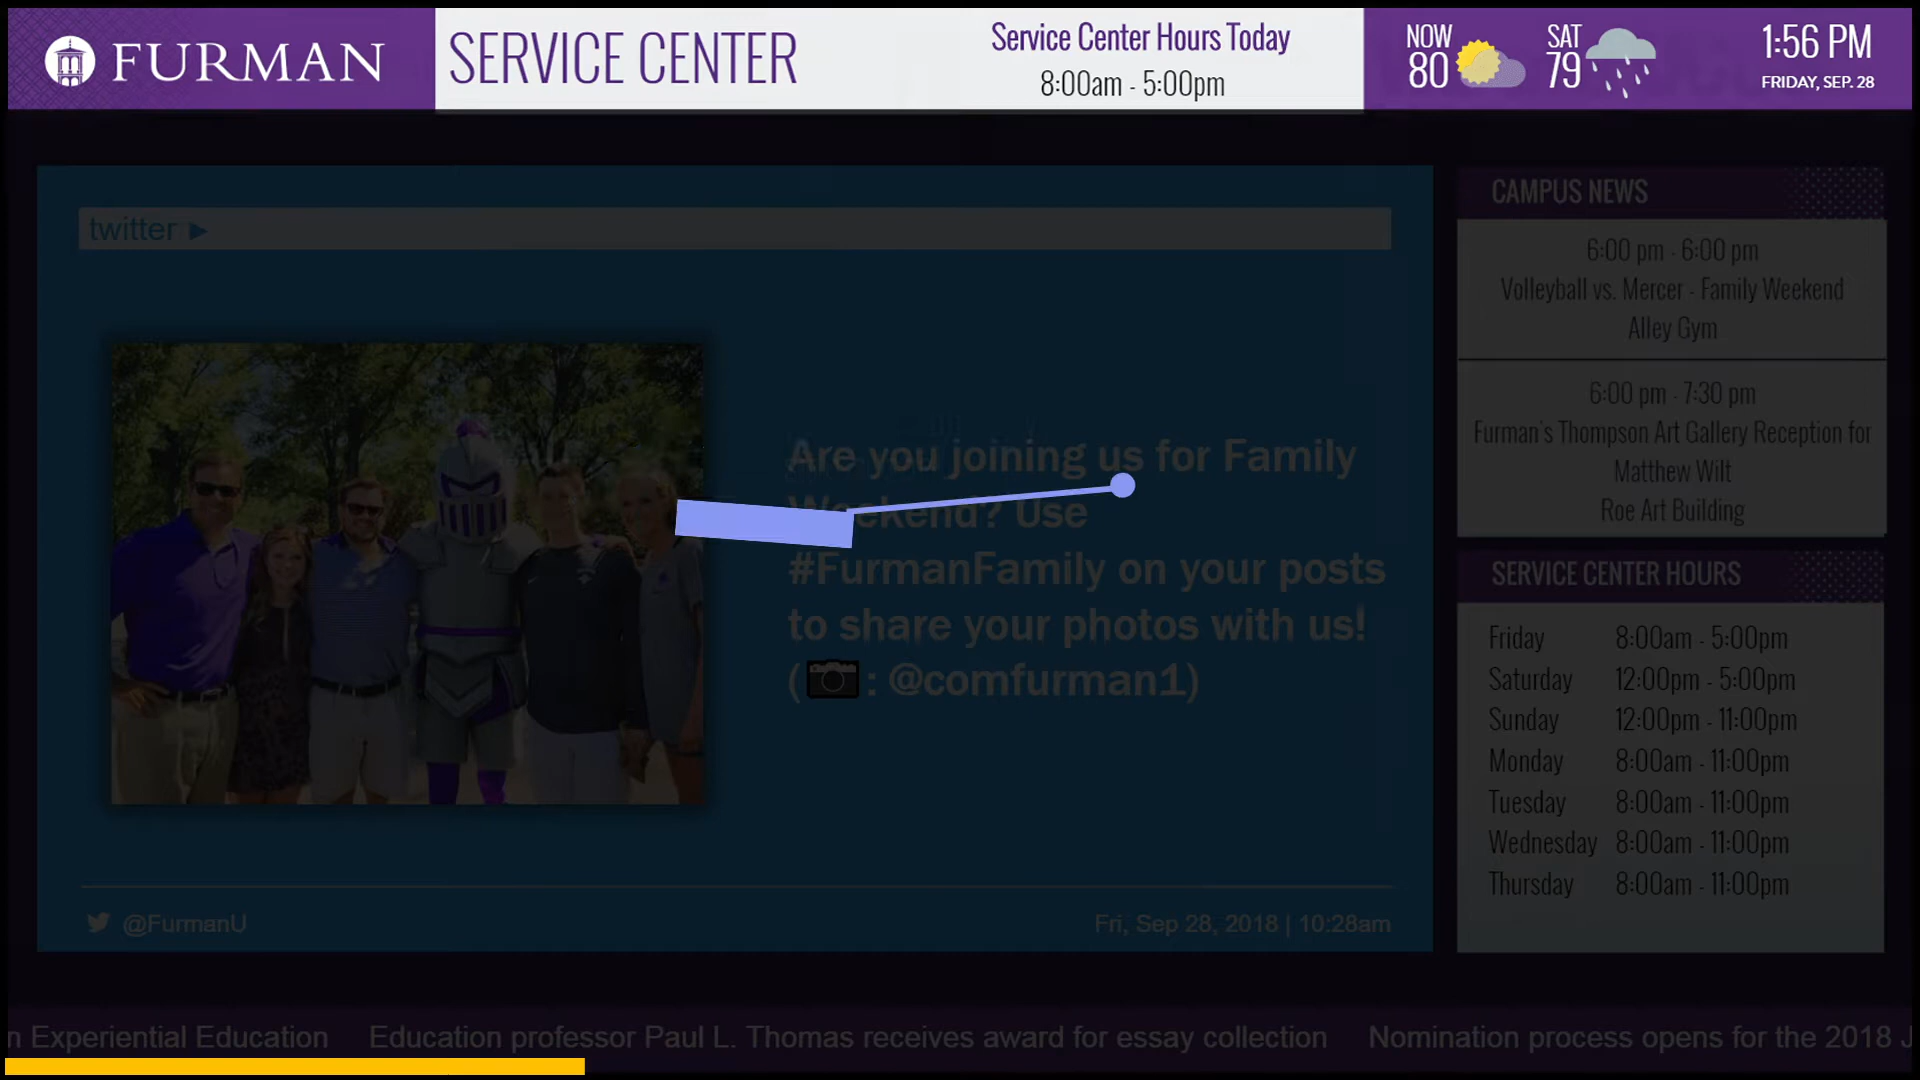 FURMAN
SERVICE CENTER
Service Center Hours Today
8:00am - 5:00pm
NOW
80
SAT
79
1:56 PM
FRIDAY, SEP. 28
twitter
Are you joining us for Family
Weekend? Use
#FurmanFamily on your posts
to share your photos with us!
(📷: @comfurman1)
@FurmanU
Fri, Sep 28, 2018 | 10:28am
CAMPUS NEWS
6:00 pm - 6:00 pm
Volleyball vs. Mercer - Family Weekend
Alley Gym
6:00 pm - 7:30 pm
Furman's Thompson Art Gallery Reception for
Matthew Wilt
Roe Art Building
SERVICE CENTER HOURS
Friday 8:00am - 5:00pm
Saturday 12:00pm - 5:00pm
Sunday 12:00pm - 11:00pm
Monday 8:00am - 11:00pm
Tuesday 8:00am - 11:00pm
Wednesday 8:00am - 11:00pm
Thursday 8:00am - 11:00pm
n Experiential Education Education professor Paul L. Thomas receives award for essay collection Nomination process opens for the 2018 J